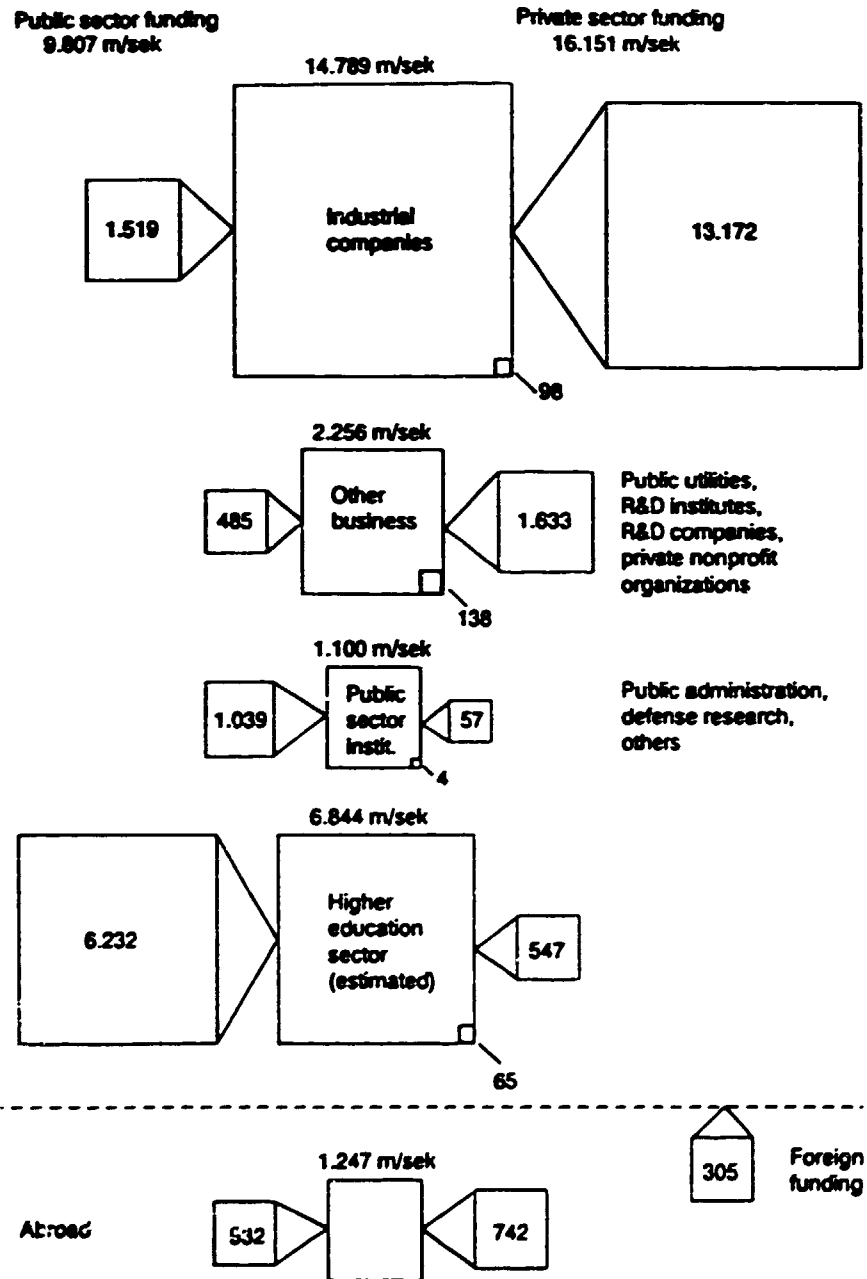 Public sector funding
9.807 m/sek
Private sector funding
16.151 m/sek
14.789 m/sek
1.519
Industrial
companies
13.172
98
2.256 m/sek
485
Other
business
1.633
138
Public utilities,
R&D institutes,
R&D companies,
private nonprofit
organizations
1.100 m/sek
1.039
Public
sector
instit.
57
4
Public administration,
defense research,
others
6.844 m/sek
6.232
Higher
education
sector
(estimated)
547
65
305
Foreign
funding
1.247 m/sek
Abroad
532
742